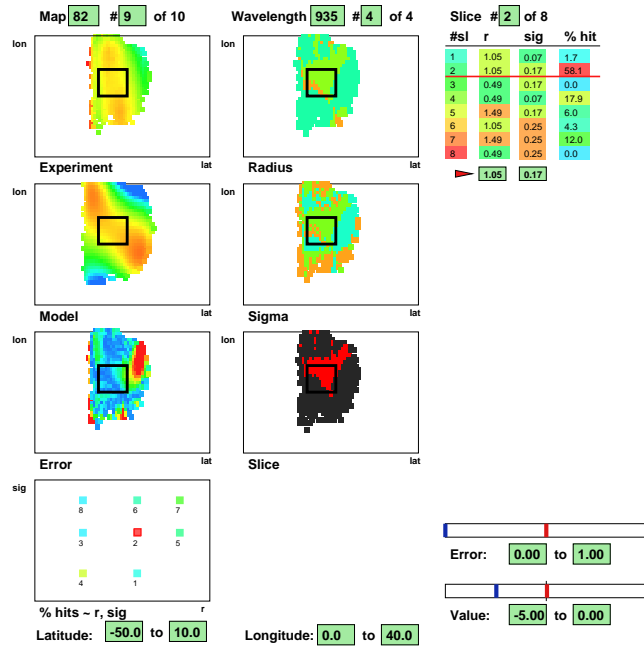 Map 82 # 9 of 10 Wavelength 935 # 4 of 4 Slice # 2 of 8
lon
lon
#sl r sig % hit
1 1.05 0.07 1.7
2 1.05 0.17 58.1
3 0.49 0.17 0.0
4 0.49 0.07 17.9
5 1.49 0.17 6.0
6 1.05 0.25 4.3
7 1.49 0.25 12.0
8 0.49 0.25 0.0
1.05 0.17
Experiment lat
Radius lat
lon
lon
Model lat
Sigma lat
lon
lon
Error lat
Slice lat
sig
8 6 7
3 2 5
4 1
% hits ~ r, sig r
Error: 0.00 to 1.00
Value: -5.00 to 0.00
Latitude: -50.0 to 10.0 Longitude: 0.0 to 40.0